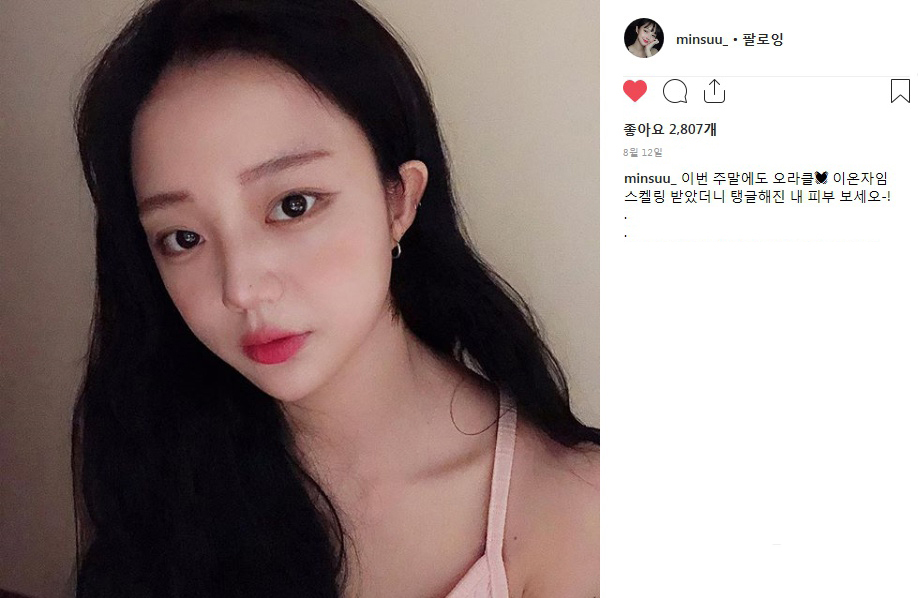 minsuu_ • 팔로잉
좋아요 2,807개
8월 12일
minsuu_ 이번 주말에도 오라클 이온자임
스켈링 받았더니 탱글해진 내 피부 보세오-!
.
.